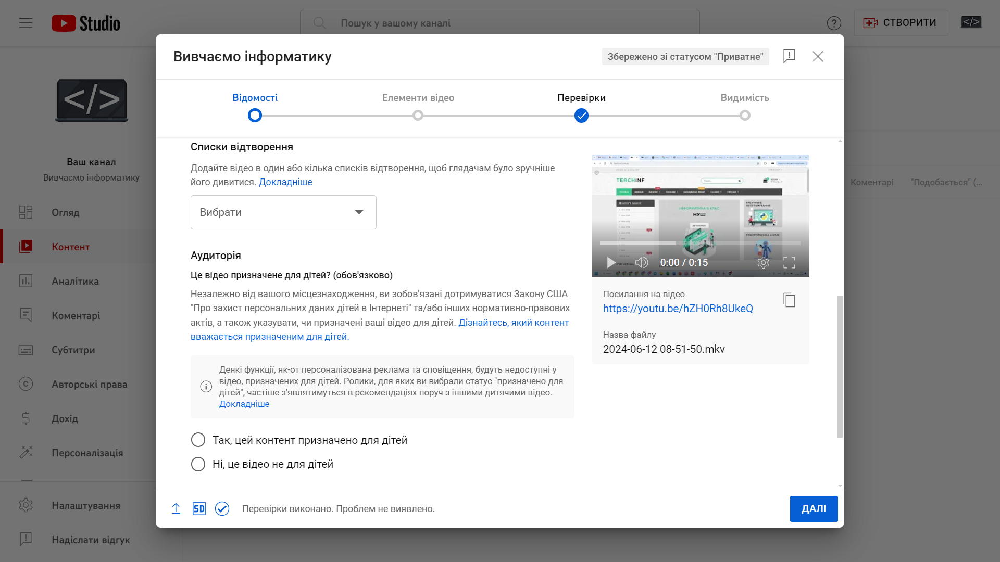 Studio
Пошук у вашому каналі
СТВОРИТИ
Вивчаємо інформатику
Збережено зі статусом "Приватне"
Відомості
Елементи відео
Перевірки
Видимість
Ваш канал
Вивчаємо інформатику
Огляд
Контент
Аналітика
Коментарі
Субтитри
Авторські права
Дохід
Персоналізація
Налаштування
Надіслати відгук
Списки відтворення
Додайте відео в один або кілька списків відтворення, щоб глядачам було зручніше
його дивитися. Докладніше
Вибрати
Аудиторія
Це відео призначене для дітей? (обов'язково)
Незалежно від вашого місцезнаходження, ви зобов'язані дотримуватися Закону США
"Про захист персональних даних дітей в Інтернеті" та/або інших нормативно-правових
актів, а також указувати, чи призначені ваші відео для дітей. Дізнайтесь, який контент
вважається призначеним для дітей.
Деякі функції, як-от персоналізована реклама та сповіщення, будуть недоступні у
відео, призначених для дітей. Ролики, для яких ви вибрали статус "призначено для
дітей", частіше з'являтимуться в рекомендаціях поруч з іншими дитячими відео.
Докладніше
Так, цей контент призначено для дітей
Ні, це відео не для дітей
TEACHINF
ІНФОРМАТИКА 6 КЛАС
НУШ
КРЕАТИВНЕ
ПРОГРАМУВАННЯ
РОБОТОТЕХНІКА 6 КЛАС
0:00 / 0:15
Посилання на відео
https://youtu.be/hZH0Rh8UkeQ
Назва файлу
2024-06-12 08-51-50.mkv
Коментарі
"Подобається" (...
SD
Перевірки виконано. Проблем не виявлено.
ДАЛІ